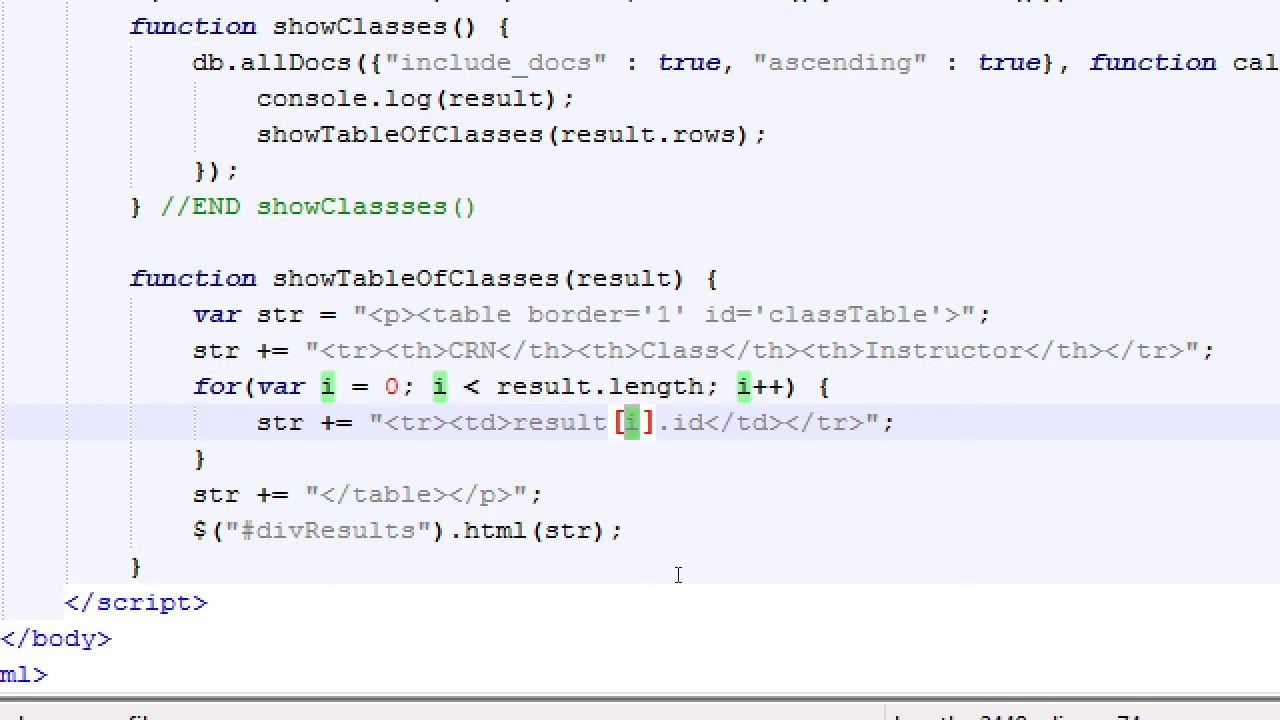 function showClasses() {
db.allDocs({"include_docs" : true, "ascending" : true}, function cal
console.log(result);
showTableOfClasses(result.rows);
});
} //END showClassses()
function showTableOfClasses(result) {
var str = "<p><table border='1' id='classTable'>";
str += "<tr><th>CRN</th><th>Class</th><th>Instructor</th></tr>";
for(var i = 0; i < result.length; i++) {
str += "<tr><td>result[i].id</td></tr>";
}
str += "</table></p>";
$("#divResults").html(str);
}
</script>
</body>
ml>